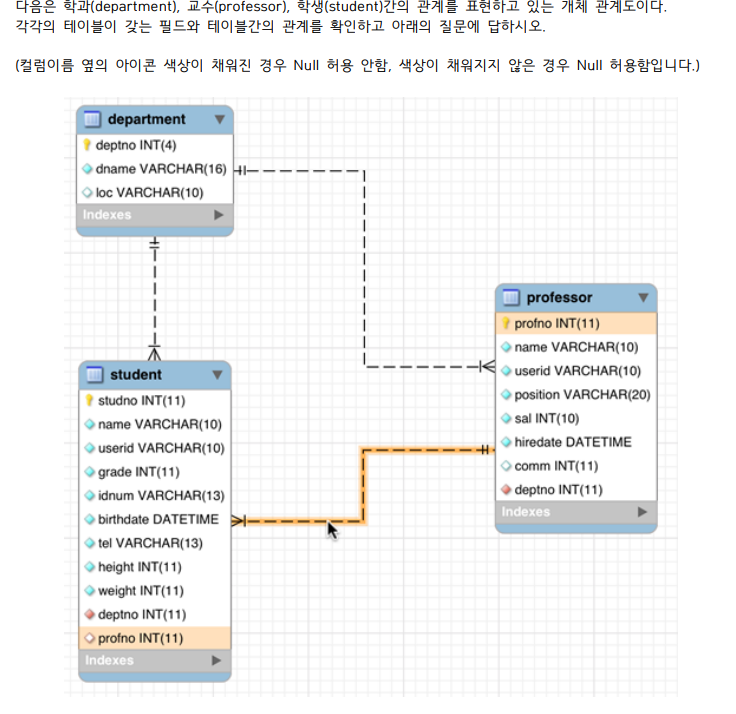 다음은 학과(department), 교수(professor), 학생(student)간의 관계를 표현하고 있는 개체 관계도이다.
각각의 테이블이 갖는 필드와 테이블간의 관계를 확인하고 아래의 질문에 답하시오.
(컬럼이름 옆의 아이콘 색상이 채워진 경우 Null 허용 안함, 색상이 채워지지 않은 경우 Null 허용함입니다.)
department
deptno INT(4)
dname VARCHAR(16)
loc VARCHAR(10)
Indexes
professor
profno INT(11)
name VARCHAR(10)
userid VARCHAR(10)
position VARCHAR(20)
sal INT(10)
hiredate DATETIME
comm INT(11)
deptno INT(11)
Indexes
student
studno INT(11)
name VARCHAR(10)
userid VARCHAR(10)
grade INT(11)
idnum VARCHAR(13)
birthdate DATETIME
tel VARCHAR(13)
height INT(11)
weight INT(11)
deptno INT(11)
profno INT(11)
Indexes